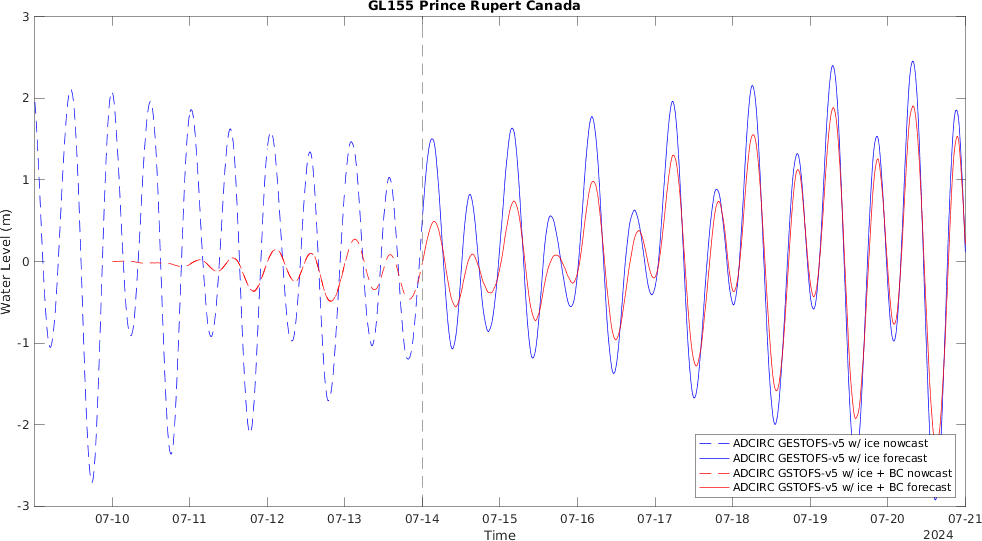 GL155 Prince Rupert Canada
3
2
1
0
-1
-2
-3
Water Level (m)
ADCIRC GESTOFS-v5 w/ ice nowcast
ADCIRC GESTOFS-v5 w/ ice forecast
ADCIRC GSTOFS-v5 w/ ice + BC nowcast
ADCIRC GSTOFS-v5 w/ ice + BC forecast
07-10 07-11 07-12 07-13 07-14 07-15 07-16 07-17 07-18 07-19 07-20 07-21
Time
2024